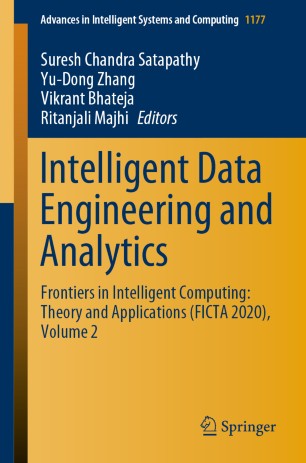 Advances in Intelligent Systems and Computing 1177
Suresh Chandra Satapathy
Yu-Dong Zhang
Vikrant Bhateja
Ritanjali Majhi Editors
Intelligent Data
Engineering and
Analytics
Frontiers in Intelligent Computing:
Theory and Applications (FICTA 2020),
Volume 2
Springer